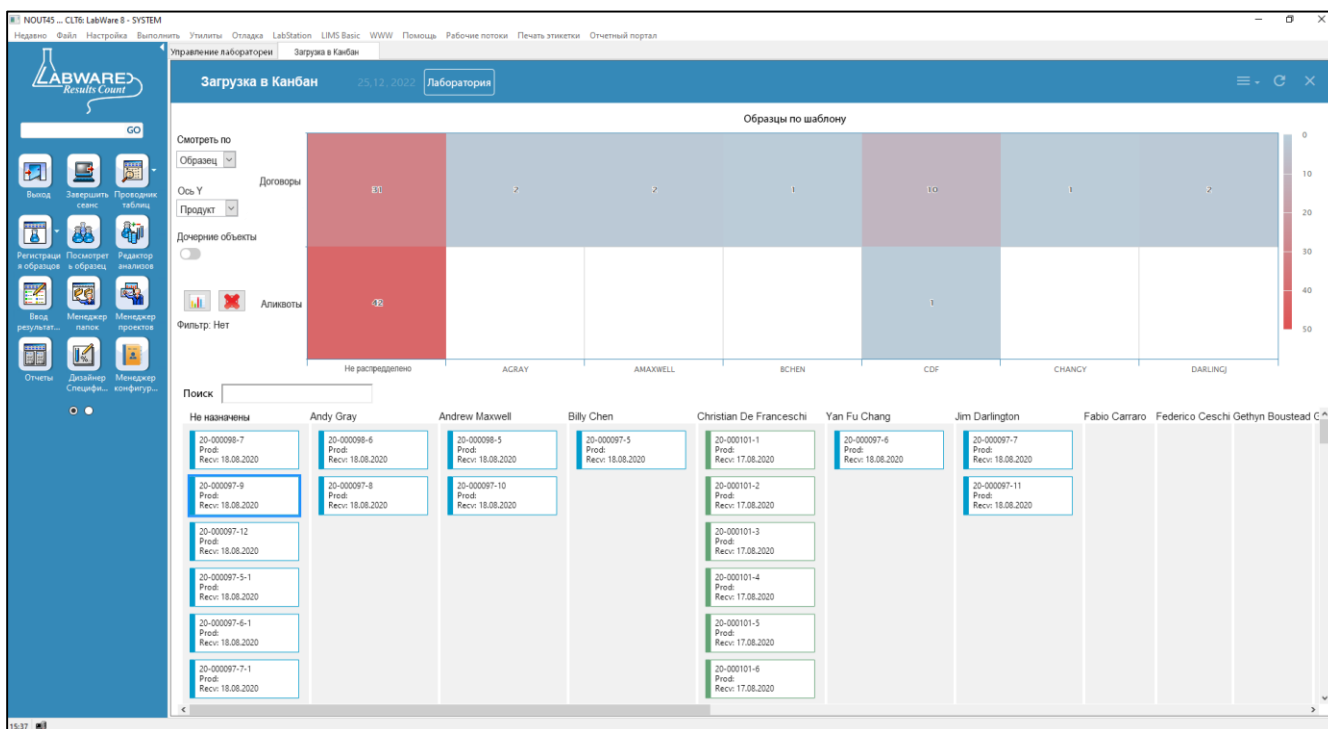 NOUT45 ... CLT6: LabWare 8 - SYSTEM
Недавно Файл Настройка Выполнить Утилиты Отладка LabStation LIMS Basic WWW Помощь Рабочие потоки Печать этикетки Отчетный портал
Управление лабораторей Загрузка в Канбан
LABWARE
Results Count
Загрузка в Канбан 25,12, 2022 Лаборатория
GO
Выход
Завершить сеанс
Проводник таблиц
Регистраци я образцов
Посмотрет ь образец
Редактор анализов
Ввод результат...
Менеджер папок
Менеджер проектов
Отчеты
Дизайнер Специфи...
Менеджер конфигур...
Образцы по шаблону
Смотреть по
Образец
Ось Y
Продукт
Дочерние объекты
Фильтр: Нет
Договоры 31 2 2 1 10 1 2
Аликвоты 42 1
Не распредделено AGRAY AMAXWELL BCHEN CDF CHANGY DARLINGJ
0
10
20
30
40
50
Поиск
Не назначены Andy Gray Andrew Maxwell Billy Chen Christian De Franceschi Yan Fu Chang Jim Darlington Fabio Carraro Federico Ceschi Gethyn Boustead G
20-000098-7 20-000098-6 20-000098-5 20-000097-5 20-000101-1 20-000097-6 20-000097-7
Prod: Prod: Prod: Prod: Prod: Prod: Prod:
Recv: 18.08.2020 Recv: 18.08.2020 Recv: 18.08.2020 Recv: 18.08.2020 Recv: 17.08.2020 Recv: 18.08.2020 Recv: 18.08.2020
20-000097-9 20-000097-8 20-000097-10 20-000101-2 20-000097-11
Prod: Prod: Prod: Prod: Prod:
Recv: 18.08.2020 Recv: 18.08.2020 Recv: 18.08.2020 Recv: 17.08.2020 Recv: 18.08.2020
20-000097-12 20-000101-3
Prod: Prod:
Recv: 18.08.2020 Recv: 17.08.2020
20-000097-5-1 20-000101-4
Prod: Prod:
Recv: 18.08.2020 Recv: 17.08.2020
20-000097-6-1 20-000101-5
Prod: Prod:
Recv: 18.08.2020 Recv: 17.08.2020
20-000097-7-1 20-000101-6
Prod: Prod:
Recv: 18.08.2020 Recv: 17.08.2020
15:37